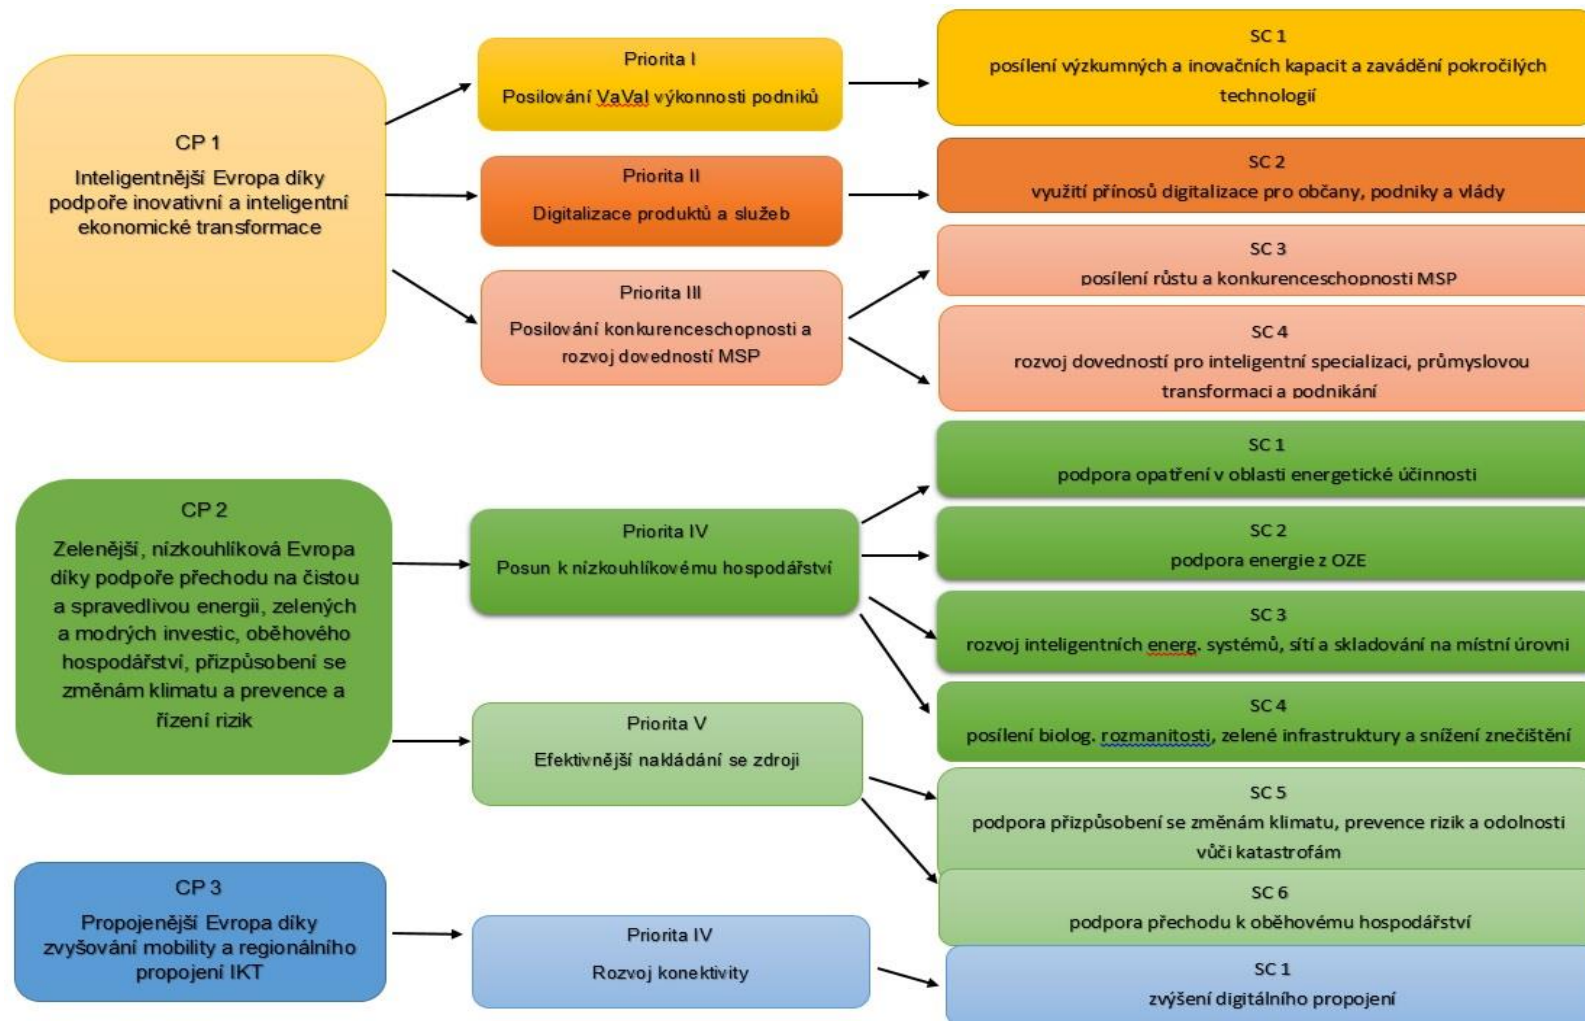 CP 1
Inteligentnější Evropa díky
podpoře inovativní a inteligentní
ekonomické transformace
Priorita I
Posilování VaVaI výkonnosti podniků
SC 1
posílení výzkumných a inovačních kapacit a zavádění pokročilých
technologií
Priorita II
Digitalizace produktů a služeb
SC 2
využití přínosů digitalizace pro občany, podniky a vlády
Priorita III
Posilování konkurenceschopnosti a
rozvoj dovedností MSP
SC 3
posílení růstu a konkurenceschopnosti MSP
SC 4
rozvoj dovedností pro inteligentní specializaci, průmyslovou
transformaci a podnikání
CP 2
Zelenější, nízkouhlíková Evropa
díky podpoře přechodu na čistou
a spravedlivou energii, zelených
a modrých investic, oběhového
hospodářství, přizpůsobení se
změnám klimatu a prevence a
řízení rizik
Priorita IV
Posun k nízkouhlíkovému hospodářství
SC 1
podpora opatření v oblasti energetické účinnosti
SC 2
podpora energie z OZE
SC 3
rozvoj inteligentních energ. systémů, sítí a skladování na místní úrovni
SC 4
posílení biolog. rozmanitosti, zelené infrastruktury a snížení znečištění
Priorita V
Efektivnější nakládání se zdroji
SC 5
podpora přizpůsobení se změnám klimatu, prevence rizik a odolnosti
vůči katastrofám
SC 6
podpora přechodu k oběhovému hospodářství
CP 3
Propojenější Evropa díky
zvyšování mobility a regionálního
propojení IKT
Priorita IV
Rozvoj konektivity
SC 1
zvýšení digitálního propojení